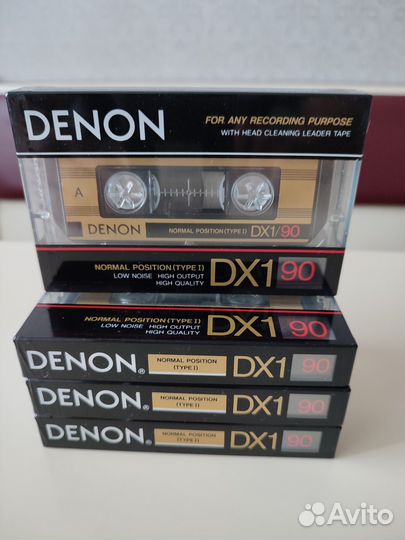 DENON
FOR ANY RECORDING PURPOSE
WITH HEAD CLEANING LEADER TAPE
A
DENON NORMAL POSITION (TYPE I) DX1/90
NORMAL POSITION (TYPE I)
LOW NOISE HIGH OUTPUT
HIGH QUALITY
DX1 90
NORMAL POSITION (TYPE I)
LOW NOISE HIGH OUTPUT
HIGH QUALITY
DX1 90
DENON® NORMAL POSITION (TYPE I) DX1 90
DENON® NORMAL POSITION (TYPE I) DX1 90
DENON® NORMAL POSITION (TYPE I) DX1 90
Avito